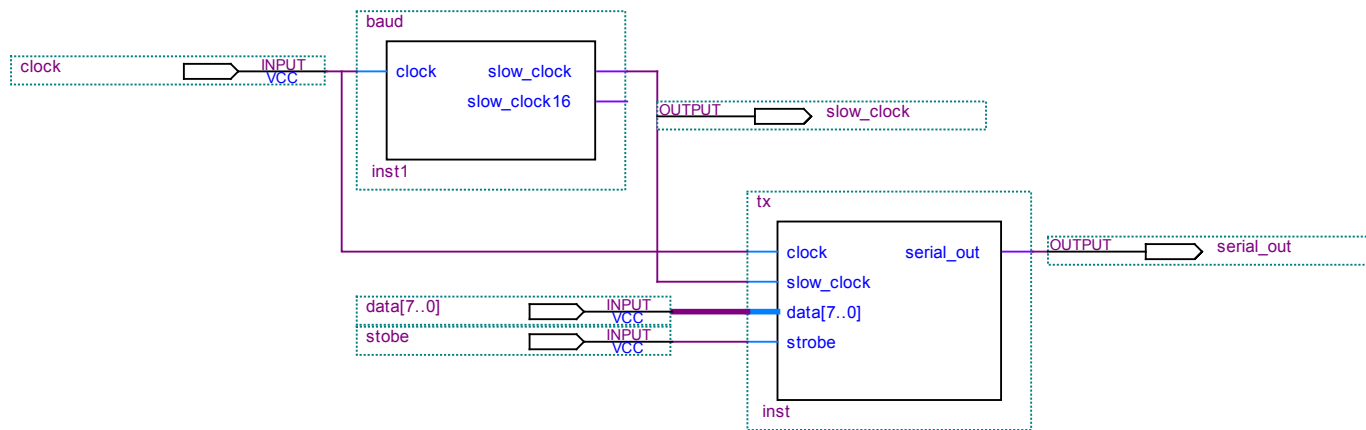 baud
clock INPUT VCC clock slow_clock
slow_clock16
OUTPUT slow_clock
inst1
tx
clock serial_out OUTPUT serial_out
slow_clock
data[7..0] INPUT VCC data[7..0]
stobe INPUT VCC strobe
inst